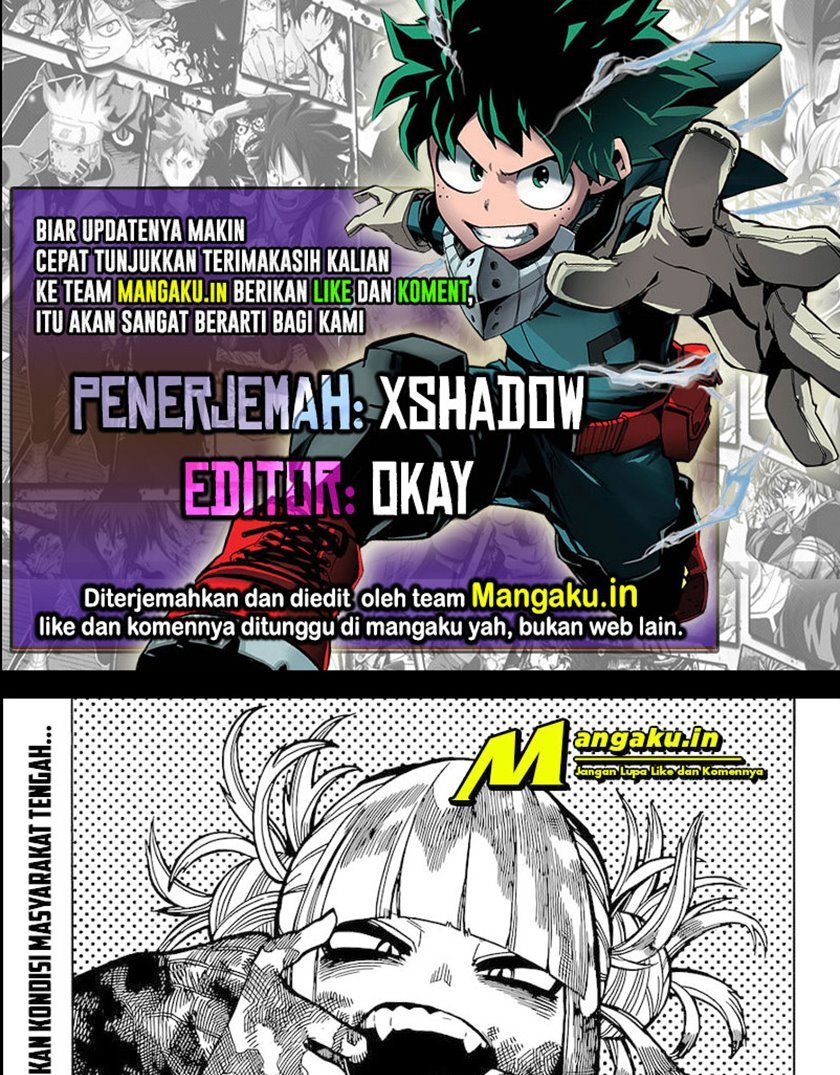 BIAR UPDATENYA MAKIN
CEPAT TUNJUKKAN TERIMAKASIH KALIAN
KE TEAM MANGAKU.IN BERIKAN LIKE DAN KOMENT,
ITU AKAN SANGAT BERARTI BAGI KAMI
PENERJEMAH: XSHADOW
EDITOR: OKAY
Diterjemahkan dan diedit oleh team Mangaku.in
like dan komennya ditunggu di mangaku yah, bukan web lain.
Mangaku.in
Jangan Lupa Like dan Komennya
KAN KONDISI MASYARAKAT TENGAH...